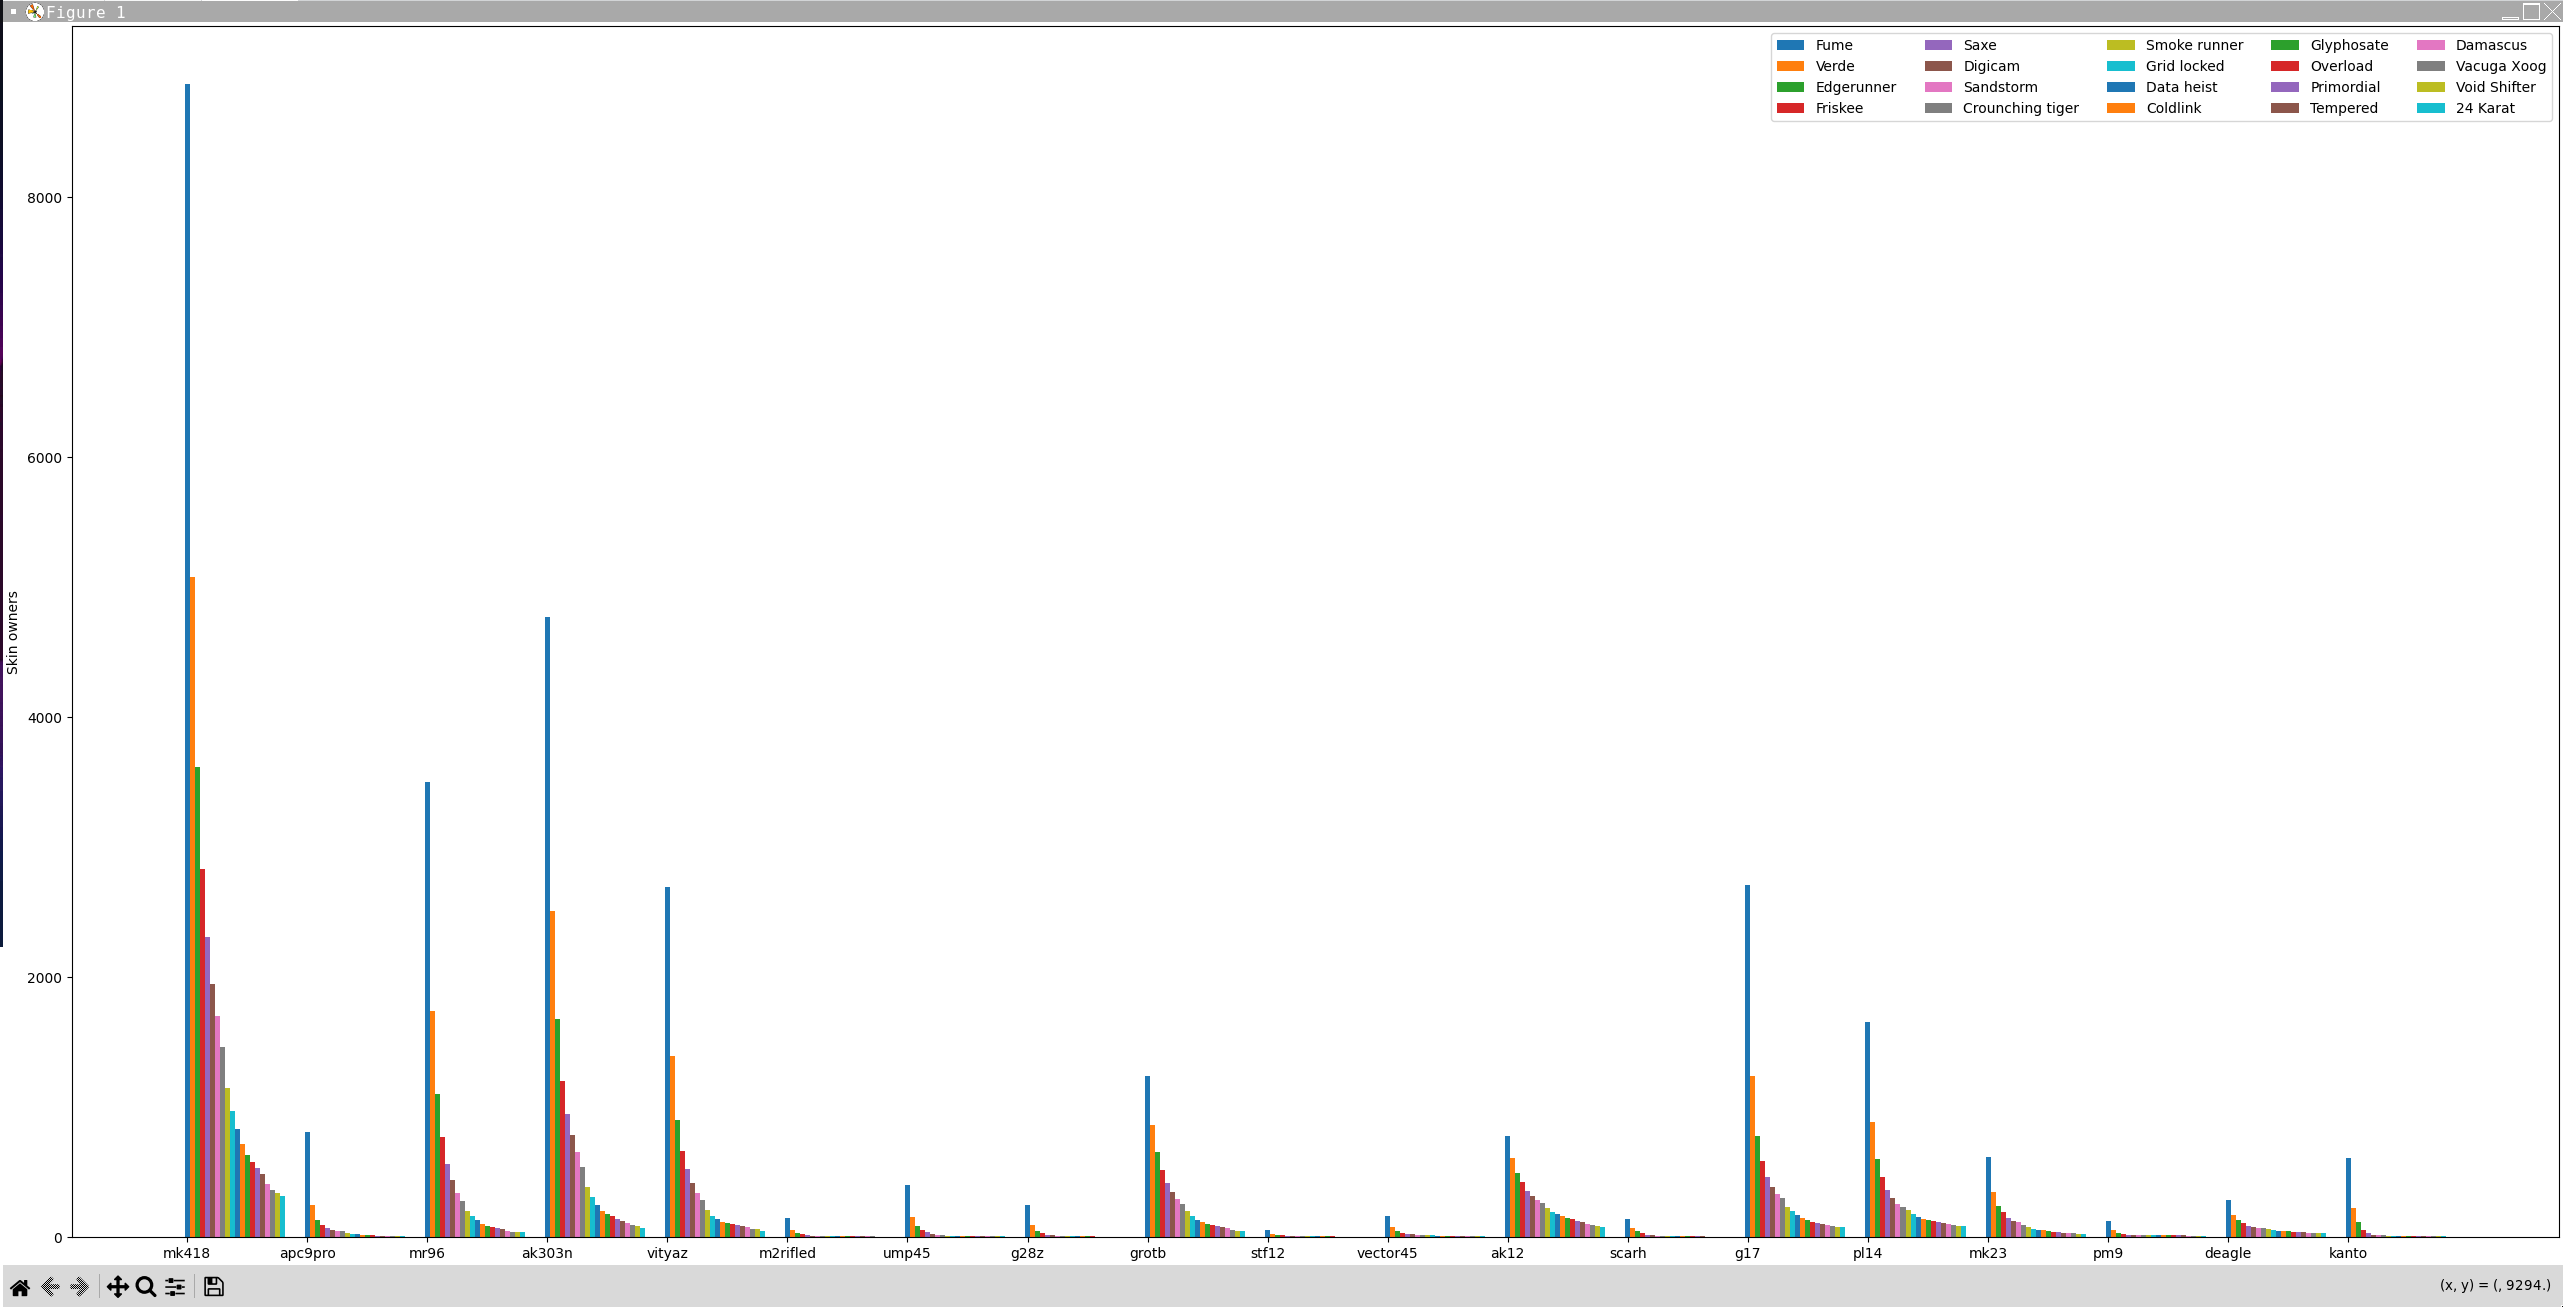 Figure 1
Fume Saxe Smoke runner Glyphosate Damascus
Verde Digicam Grid locked Overload Vacuga Xoog
Edgerunner Sandstorm Data heist Primordial Void Shifter
Friskee Crounching tiger Coldlink Tempered 24 Karat
8000
6000
4000
2000
0
Skin owners
mk418 apc9pro mr96 ak303n vityaz m2rifled ump45 g28z grotb stf12 vector45 ak12 scarh g17 pl14 mk23 pm9 deagle kanto
(x, y) = (, 9294.)